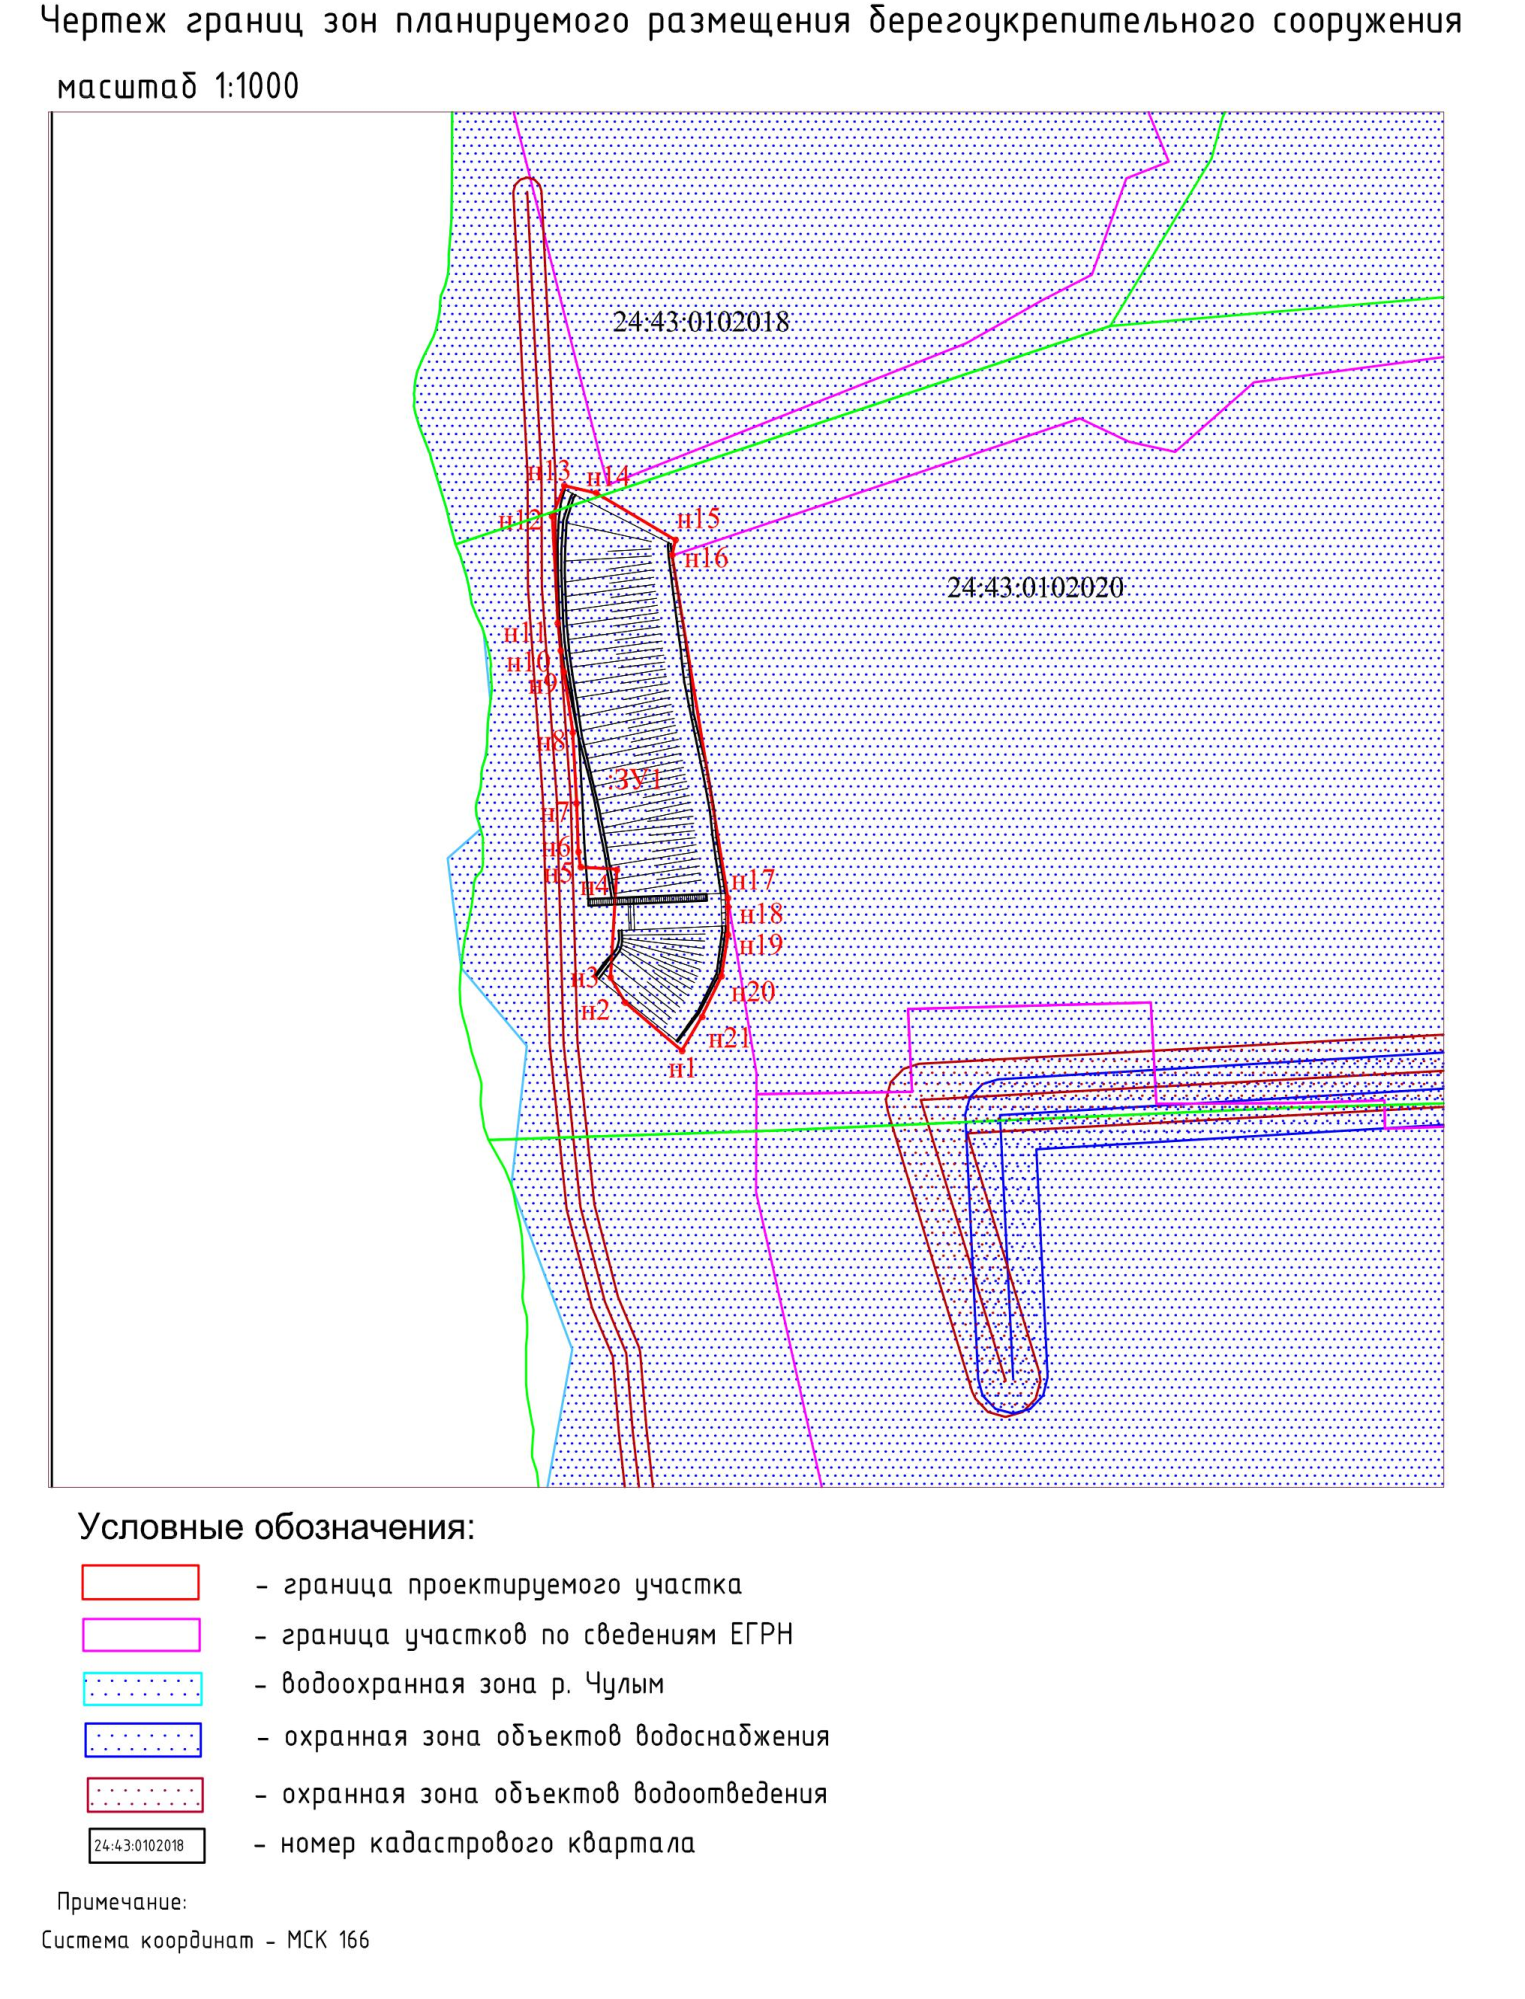 Чертеж границ зон планируемого размещения берегоукрепительного сооружения
масштаб 1:1000
24:43:0102018
н13
н14
н12
н15
н16
24:43:0102020
н11
н10
н9
н8
:ЗУ1
н7
н6
н5
н4
н17
н18
н19
н3
н20
н2
н21
н1
Условные обозначения:
- граница проектируемого участка
- граница участков по сведениям ЕГРН
- водоохранная зона р. Чулым
- охранная зона объектов водоснабжения
- охранная зона объектов водоотведения
24:43:0102018 - номер кадастрового квартала
Примечание:
Система координат - МСК 166